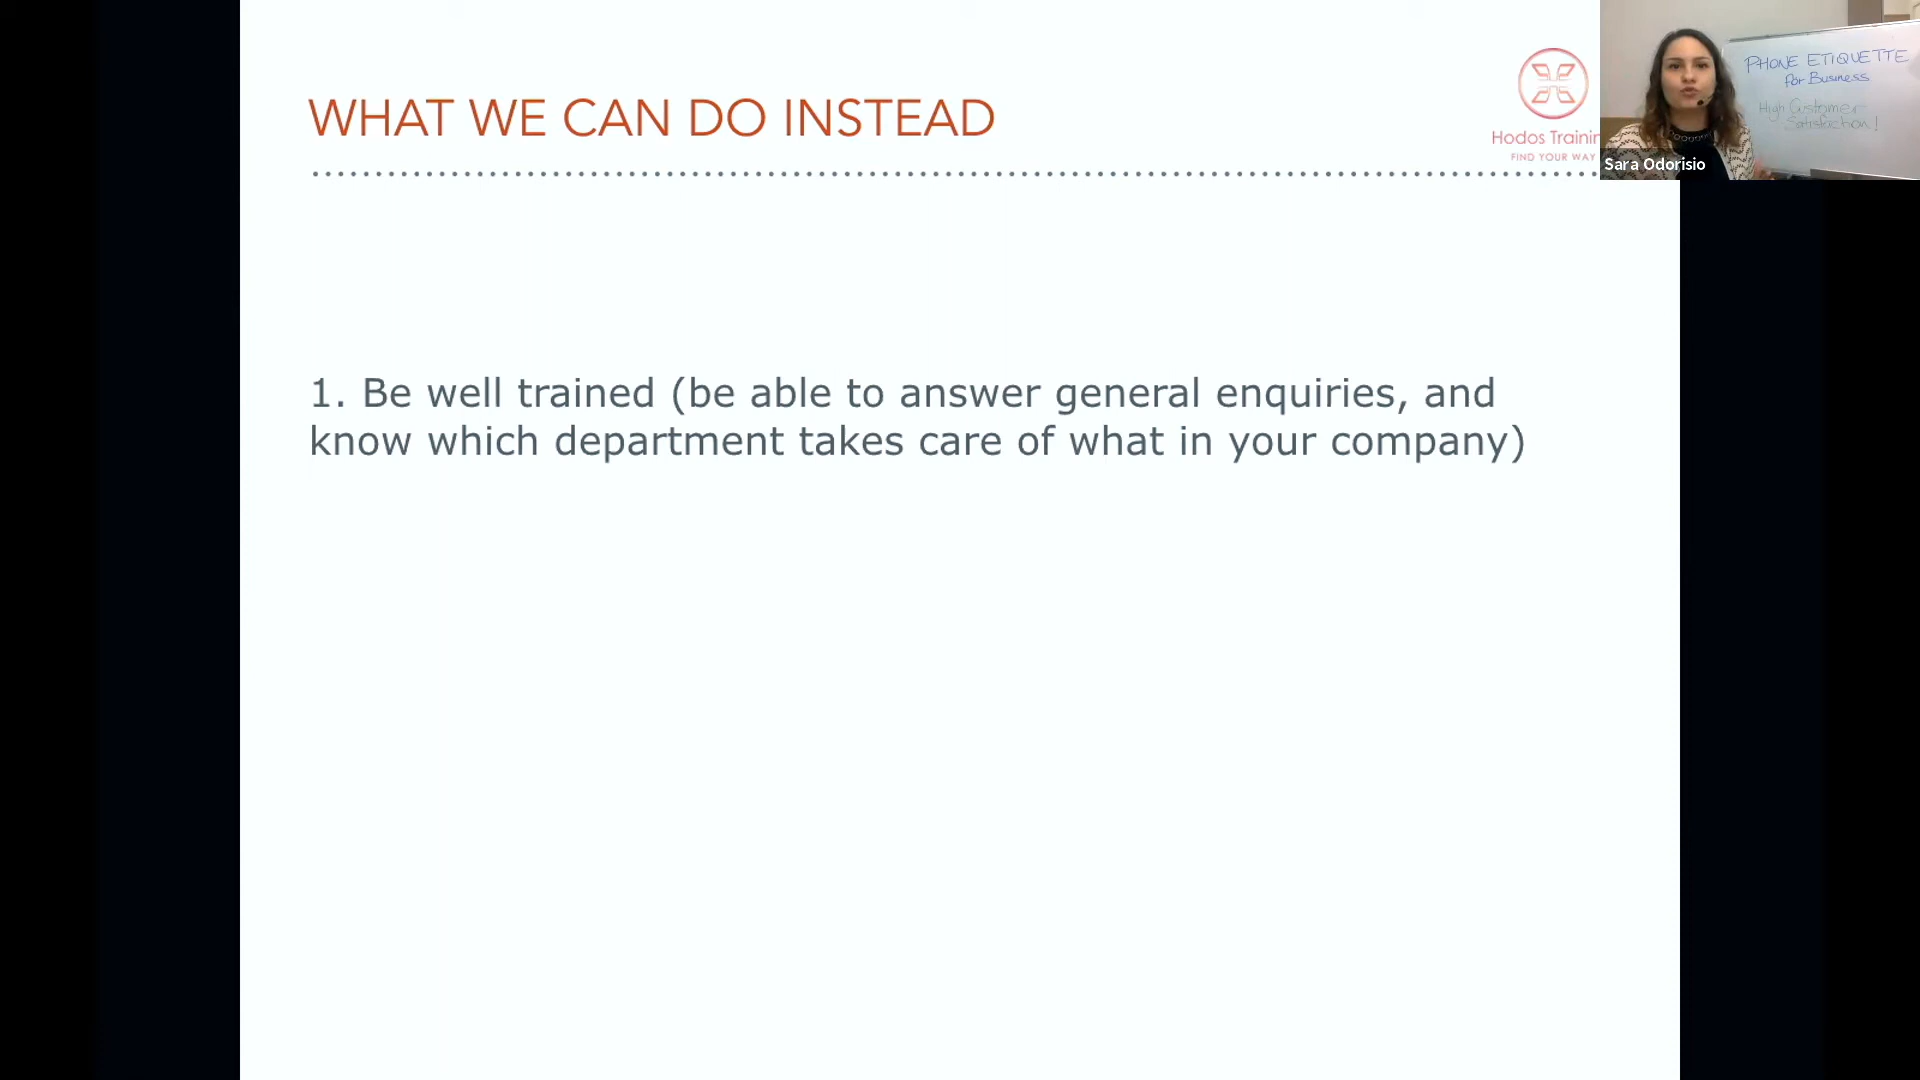 WHAT WE CAN DO INSTEAD
Hodos Trainin
FIND YOUR WAY
PHONE ETIQUETTE
for Business
High Customer
Satisfaction!
Sara Odorisio
1. Be well trained (be able to answer general enquiries, and
know which department takes care of what in your company)